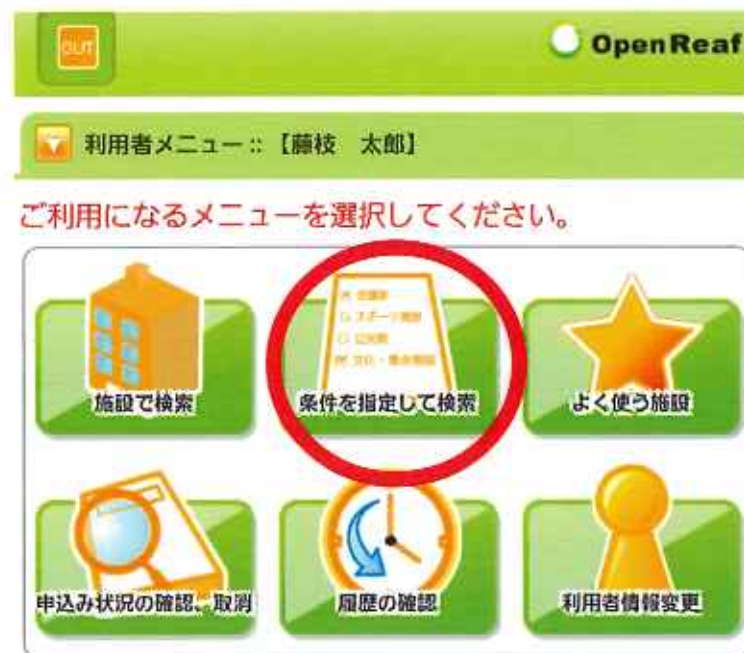 OUT
OpenReaf
利用者メニュー::【藤枝　太郎】
ご利用になるメニューを選択してください。
施設で検索
条件を指定して検索
よく使う施設
申込み状況の確認、取消
履歴の確認
利用者情報変更